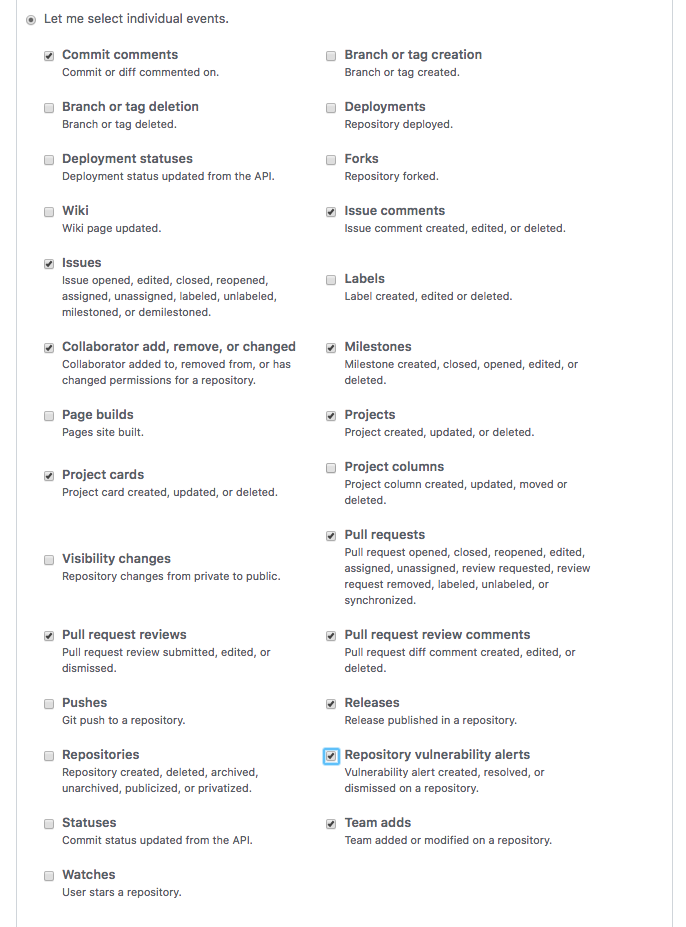 Let me select individual events.
Commit comments
Commit or diff commented on.
Branch or tag creation
Branch or tag created.
Branch or tag deletion
Branch or tag deleted.
Deployments
Repository deployed.
Deployment statuses
Deployment status updated from the API.
Forks
Repository forked.
Wiki
Wiki page updated.
Issue comments
Issue comment created, edited, or deleted.
Issues
Issue opened, edited, closed, reopened,
assigned, unassigned, labeled, unlabeled,
milestoned, or demilestoned.
Labels
Label created, edited or deleted.
Collaborator add, remove, or changed
Collaborator added to, removed from, or has
changed permissions for a repository.
Milestones
Milestone created, closed, opened, edited, or
deleted.
Page builds
Pages site built.
Projects
Project created, updated, or deleted.
Project cards
Project card created, updated, or deleted.
Project columns
Project column created, updated, moved or
deleted.
Visibility changes
Repository changes from private to public.
Pull requests
Pull request opened, closed, reopened, edited,
assigned, unassigned, review requested, review
request removed, labeled, unlabeled, or
synchronized.
Pull request reviews
Pull request review submitted, edited, or
dismissed.
Pull request review comments
Pull request diff comment created, edited, or
deleted.
Pushes
Git push to a repository.
Releases
Release published in a repository.
Repositories
Repository created, deleted, archived,
unarchived, publicized, or privatized.
Repository vulnerability alerts
Vulnerability alert created, resolved, or
dismissed on a repository.
Statuses
Commit status updated from the API.
Team adds
Team added or modified on a repository.
Watches
User stars a repository.